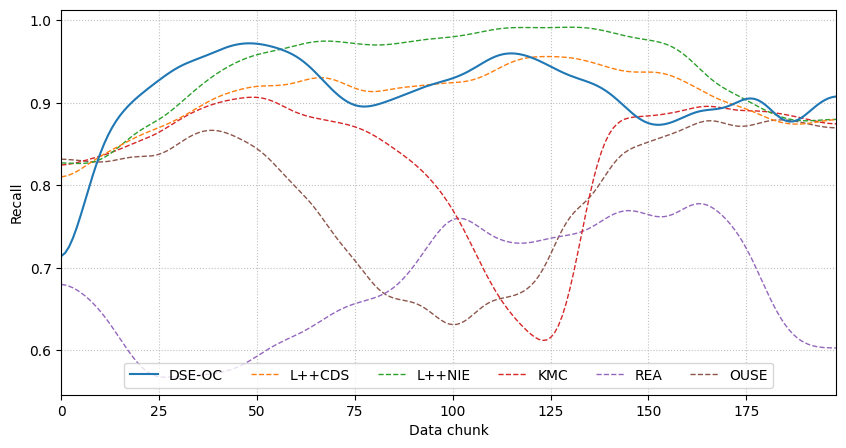 1.0
0.9
0.8
0.7
0.6
Recall
DSE-OC L++CDS L++NIE KMC REA OUSE
0 25 50 75 100 125 150 175
Data chunk